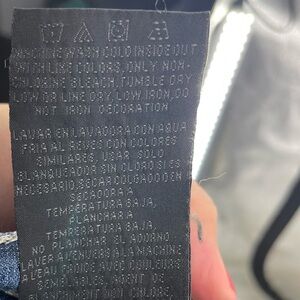 MACHINE WASH COLD INSIDE OUT
WITH LIKE COLORS, ONLY NON-
CHLORINE BLEACH, TUMBLE DRY
LOW OR LINE DRY, LOW IRON, DO
NOT IRON DECORATION
LAVAR EN LAVADORA CON AQUA
FRIA AL REVES CON COLORES
SIMILARES, USAR SOLO
BLANQUEADOR SIN CLORO SIES
NECESARIO, SECAR COLGADO EN
SECADORA A
TEMPERATURA BAJA,
PLANCHAR A
TEMPERATURA BAJA,
NO PLANCHAR EL ADORNO
LAVER A L'ENVERS A LA MACHINE
A L'EAU FROIDE AVEC COULEURS